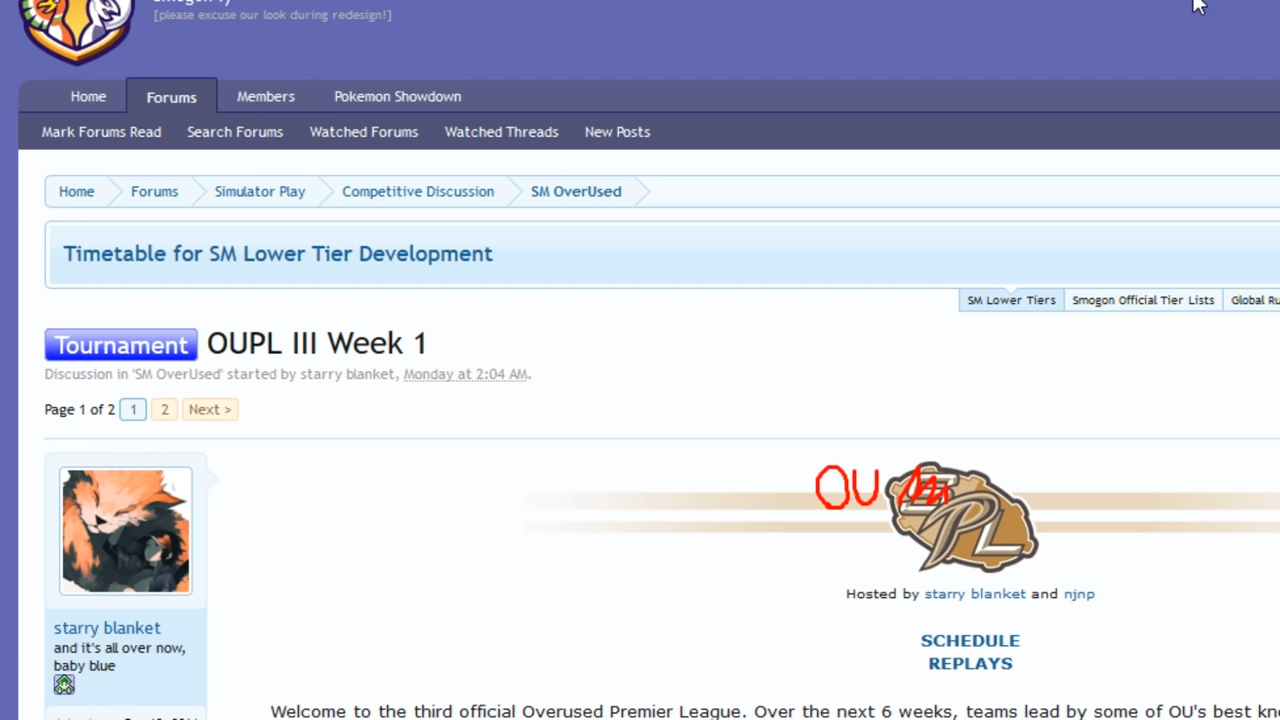 [please excuse our look during redesign!]
Home Forums Members Pokemon Showdown
Mark Forums Read Search Forums Watched Forums Watched Threads New Posts
Home Forums Simulator Play Competitive Discussion SM OverUsed
Timetable for SM Lower Tier Development
SM Lower Tiers Smogon Official Tier Lists Global
Tournament OUPL III Week 1
Discussion in 'SM OverUsed' started by starry blanket, Monday at 2:04 AM.
Page 1 of 2 1 2 Next >
OU
PL
Hosted by starry blanket and njnp
SCHEDULE
REPLAYS
starry blanket
and it's all over now,
baby blue
Welcome to the third official Overused Premier League. Over the next 6 weeks, teams lead by some of OU's best